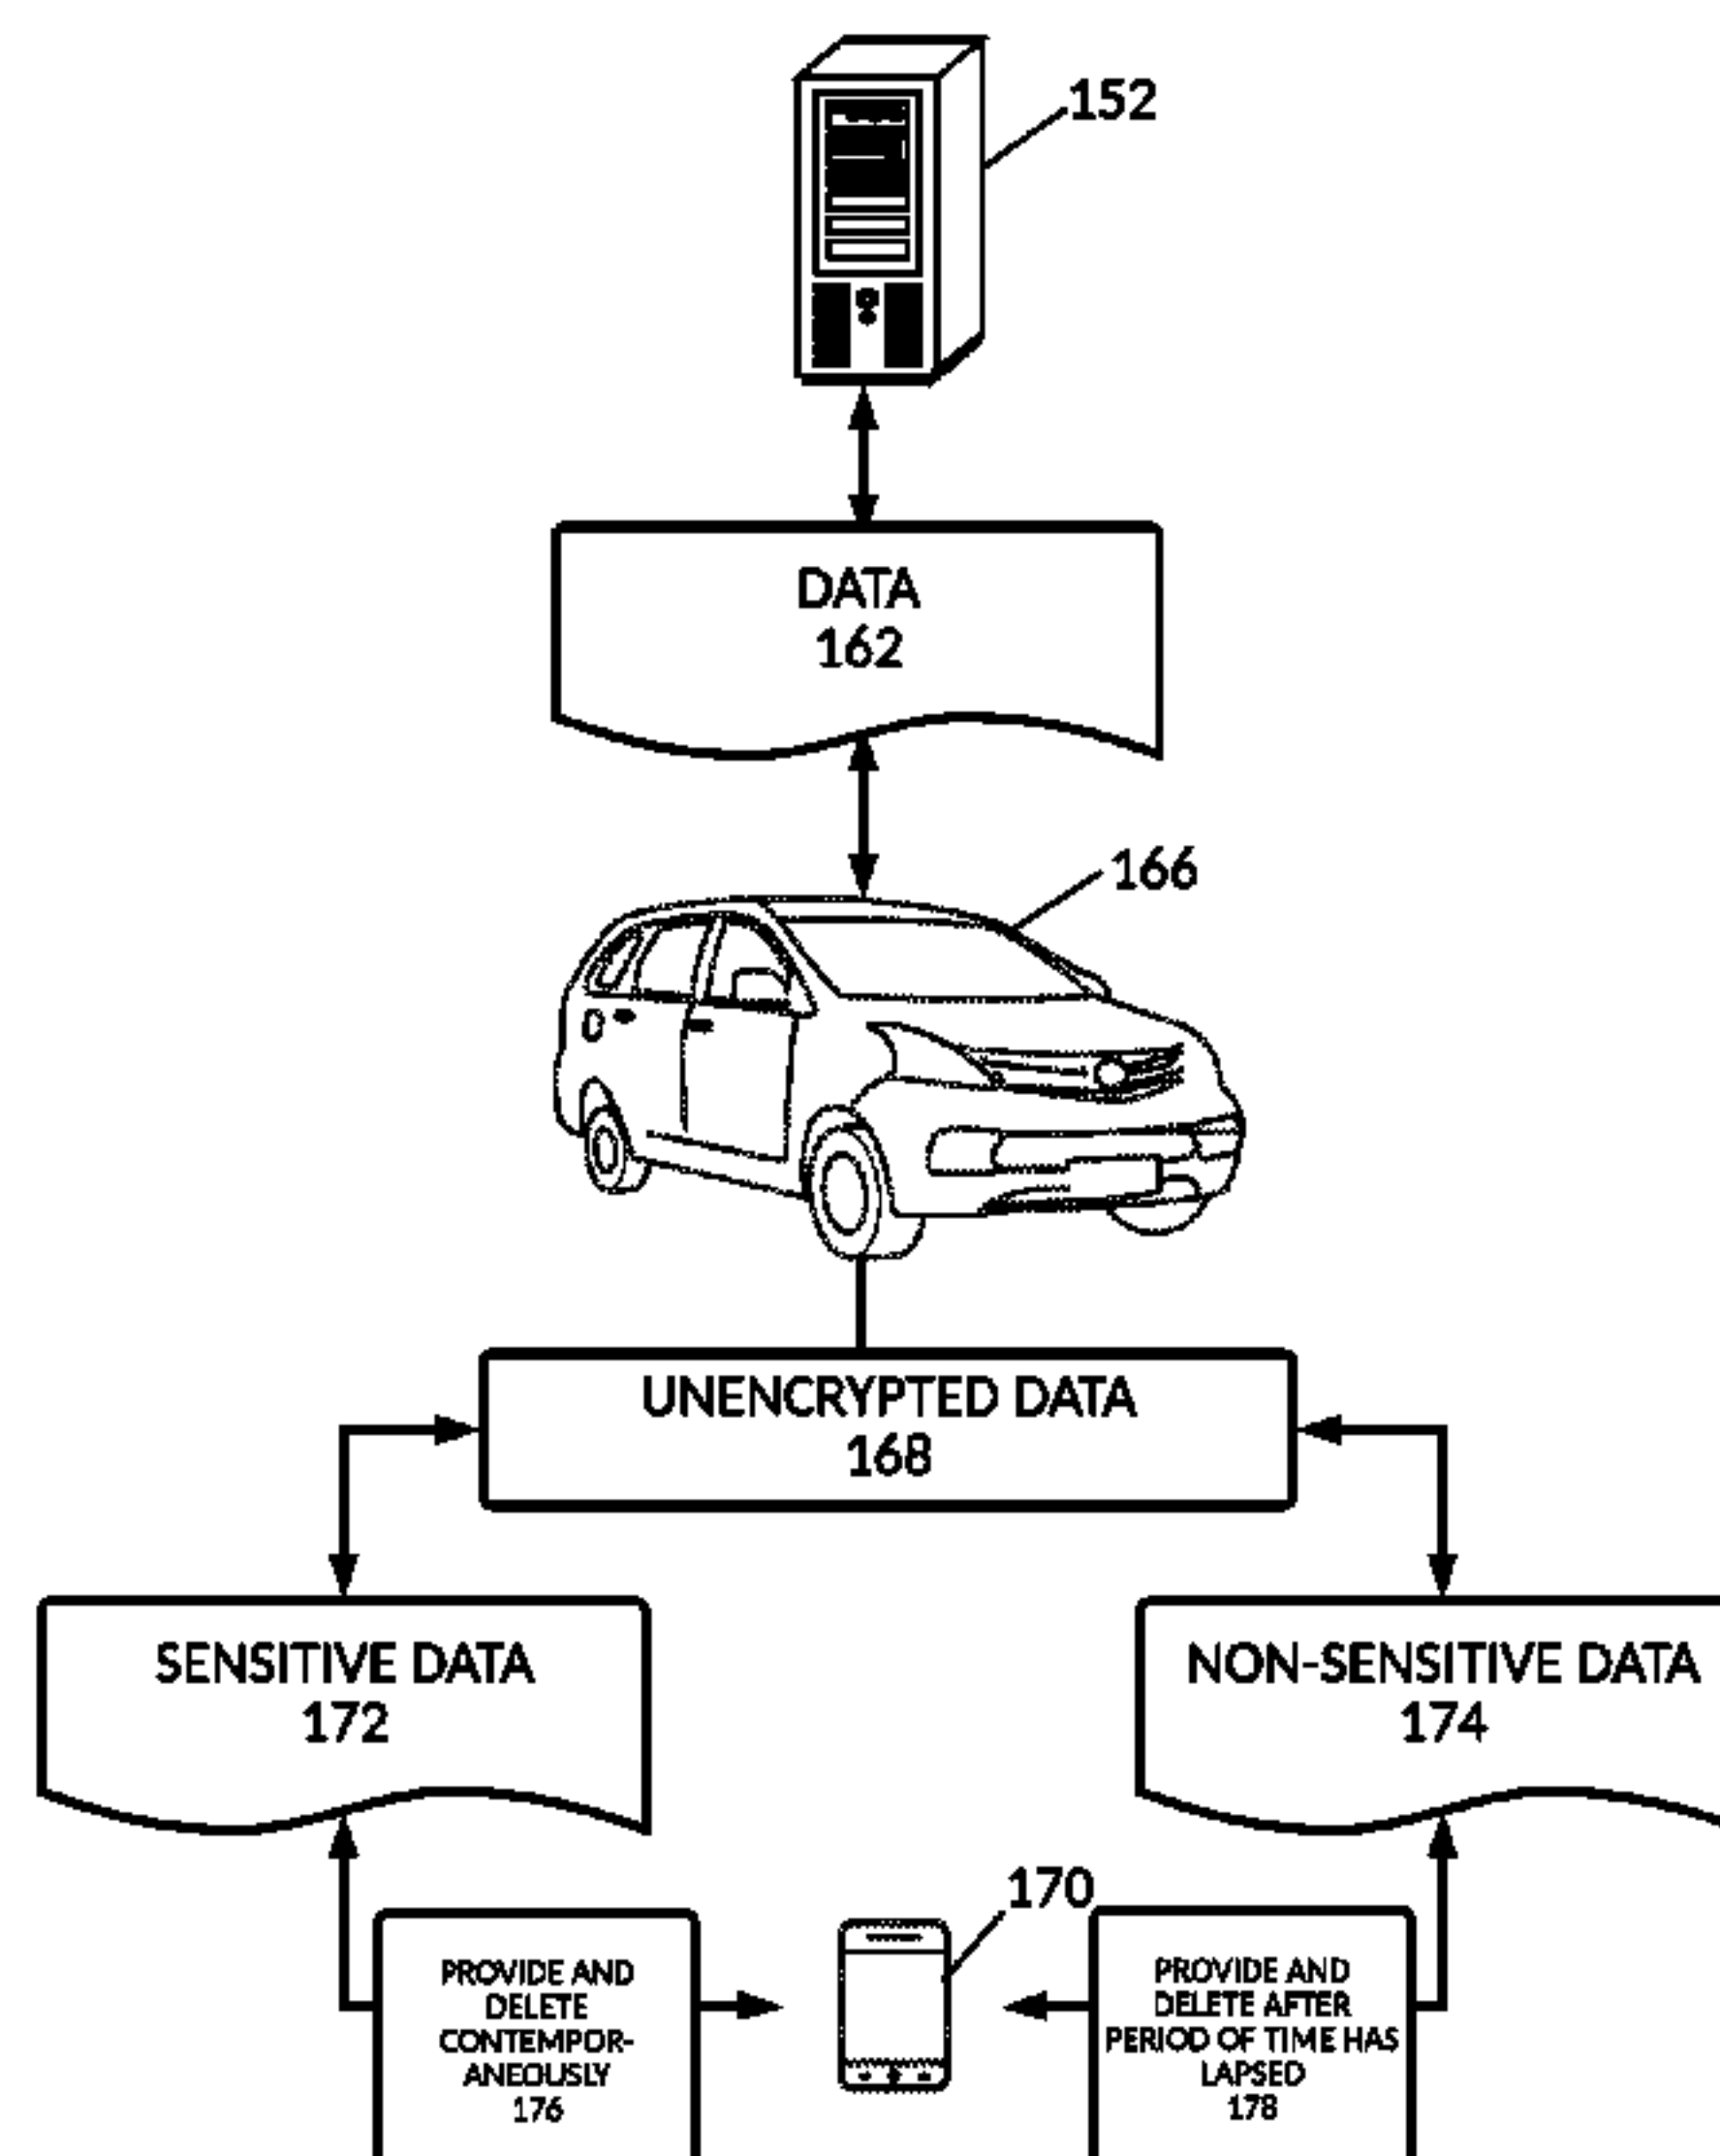 152
DATA
162
166
UNENCRYPTED DATA
168
SENSITIVE DATA
172
NON-SENSITIVE DATA
174
170
PROVIDE AND
DELETE
CONTEMPOR-
ANEOUSLY
176
PROVIDE AND
DELETE AFTER
PERIOD OF TIME HAS
LAPSED
178